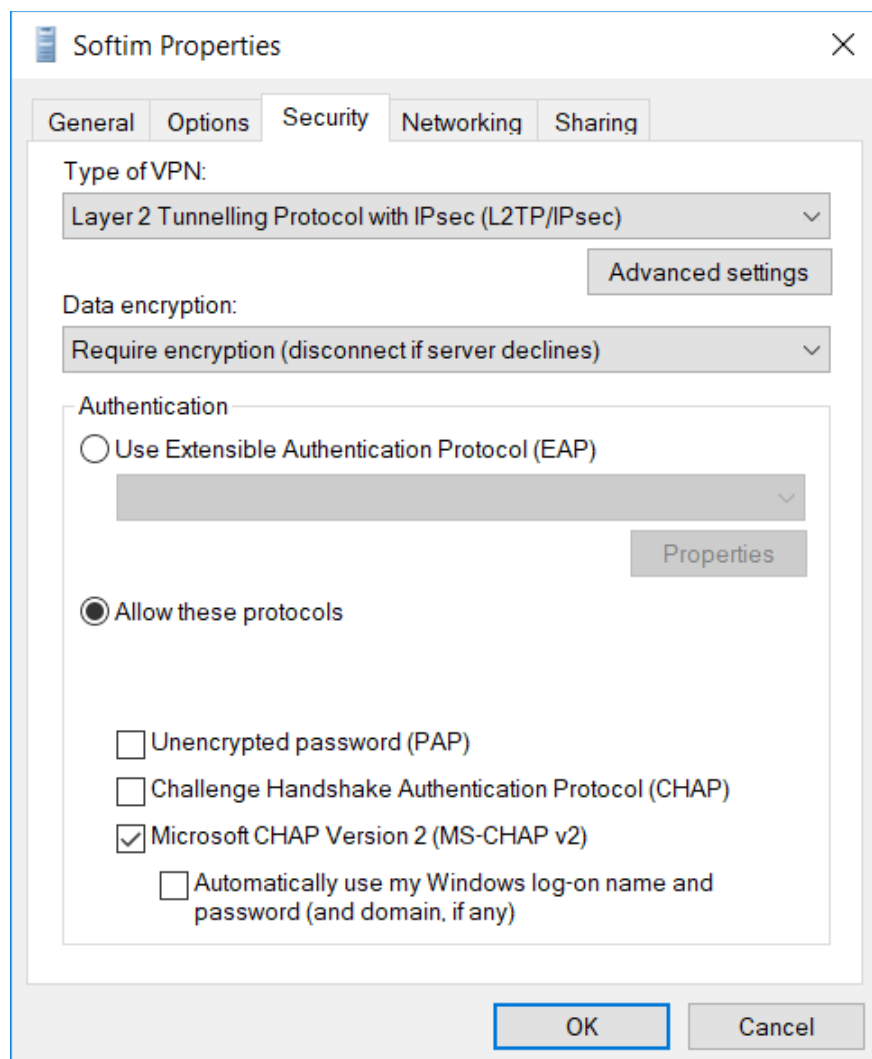 Softim Properties
General Options Security Networking Sharing
Type of VPN:
Layer 2 Tunnelling Protocol with IPsec (L2TP/IPsec)
Advanced settings
Data encryption:
Require encryption (disconnect if server declines)
Authentication
Use Extensible Authentication Protocol (EAP)
Properties
Allow these protocols
Unencrypted password (PAP)
Challenge Handshake Authentication Protocol (CHAP)
Microsoft CHAP Version 2 (MS-CHAP v2)
Automatically use my Windows log-on name and
password (and domain, if any)
OK Cancel